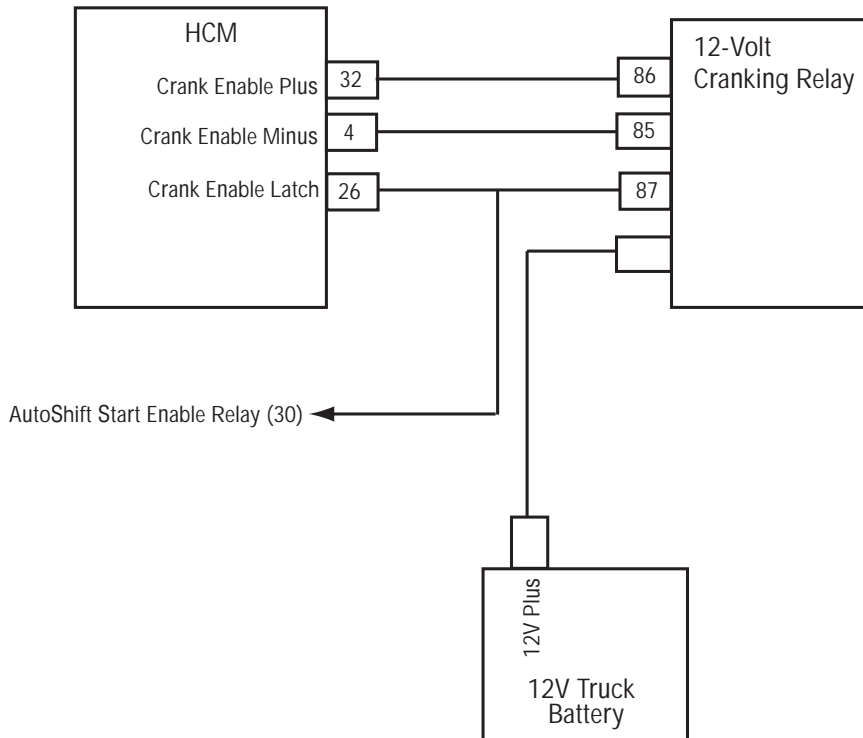 HCM
12-Volt
Cranking Relay
Crank Enable Plus
32
86
Crank Enable Minus
4
85
Crank Enable Latch
26
87
AutoShift Start Enable Relay (30)
12V Plus
12V Truck
Battery